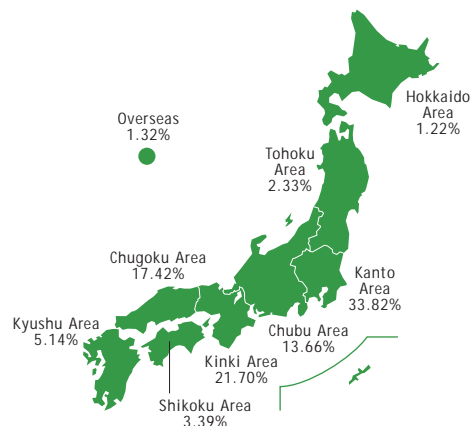 Hokkaido
Area
1.22%
Overseas
1.32%
Tohoku
Area
2.33%
Chugoku Area
17.42%
Kanto
Area
33.82%
Kyushu Area
5.14%
Chubu Area
13.66%
Kinki Area
21.70%
Shikoku Area
3.39%